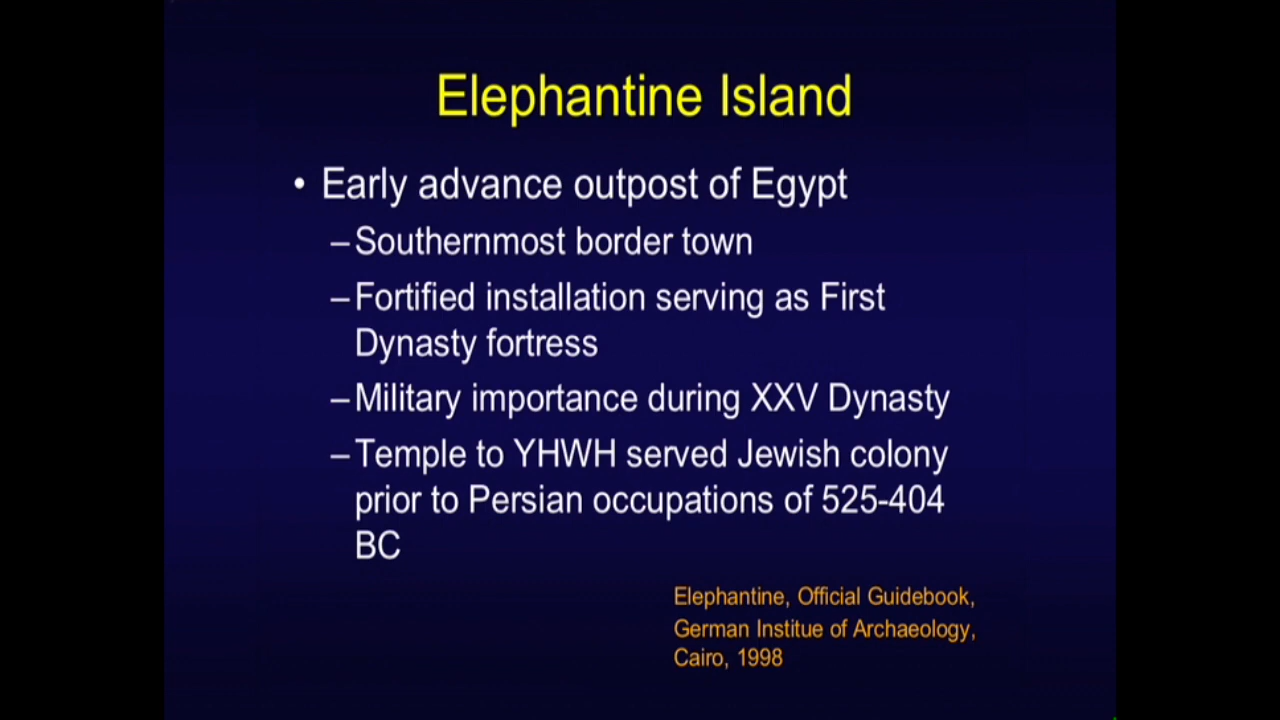 Elephantine Island
• Early advance outpost of Egypt
–Southernmost border town
–Fortified installation serving as First
Dynasty fortress
–Military importance during XXV Dynasty
–Temple to YHWH served Jewish colony
prior to Persian occupations of 525-404
BC
Elephantine, Official Guidebook,
German Institue of Archaeology,
Cairo, 1998